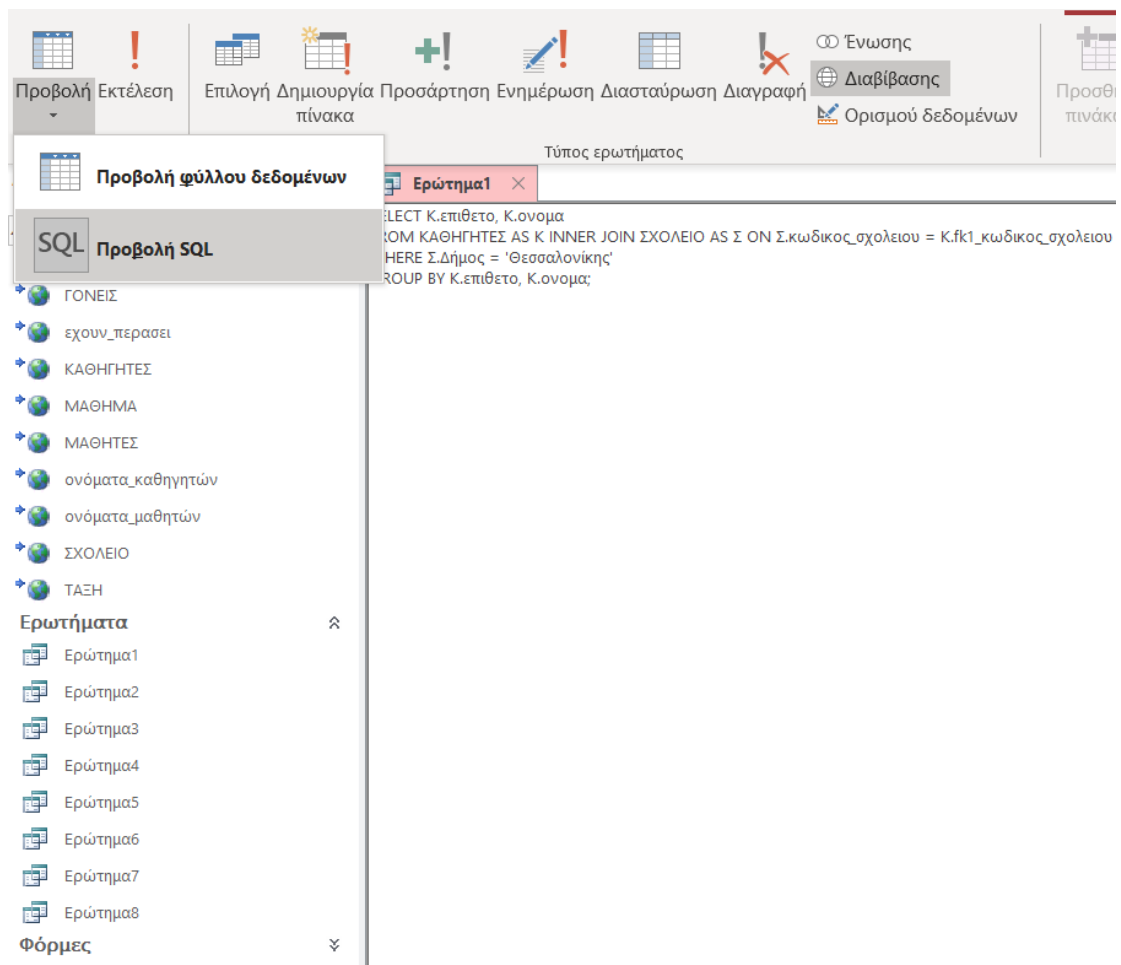 Προβολή Εκτέλεση Επιλογή Δημιουργία πίνακα Προσάρτηση Ενημέρωση Διασταύρωση Διαγραφή
Ένωσης
Διαβίβασης
Ορισμού δεδομένων
Τύπος ερωτήματος
Προβολή φύλλου δεδομένων
SQL Προβολή SQL
Ερώτημα1
ELECT Κ.επιθετο, Κ.ονομα
ROM ΚΑΘΗΓΗΤΕΣ AS Κ INNER JOIN ΣΧΟΛΕΙΟ AS Σ ON Σ.κωδικος_σχολειου = Κ.fk1_κωδικος_σχολειου
HERE Σ.Δήμος = 'Θεσσαλονίκης'
ROUP BY Κ.επιθετο, Κ.ονομα;
ΓΟΝΕΙΣ
εχουν_περασει
ΚΑΘΗΓΗΤΕΣ
ΜΑΘΗΜΑ
ΜΑΘΗΤΕΣ
ονόματα_καθηγητών
ονόματα_μαθητών
ΣΧΟΛΕΙΟ
ΤΑΞΗ
Ερωτήματα
Ερώτημα1
Ερώτημα2
Ερώτημα3
Ερώτημα4
Ερώτημα5
Ερώτημα6
Ερώτημα7
Ερώτημα8
Φόρμες